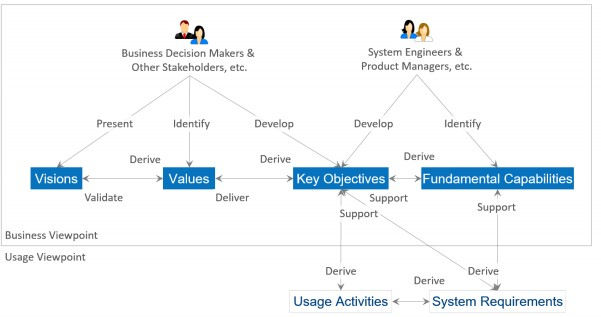 Business Decision Makers &
Other Stakeholders, etc.
System Engineers &
Product Managers, etc.
Present
Identify
Develop
Develop
Identify
Derive
Derive
Derive
Visions
Values
Key Objectives
Fundamental Capabilities
Validate
Deliver
Support
Support
Support
Business Viewpoint
Usage Viewpoint
Derive
Derive
Derive
Usage Activities
System Requirements